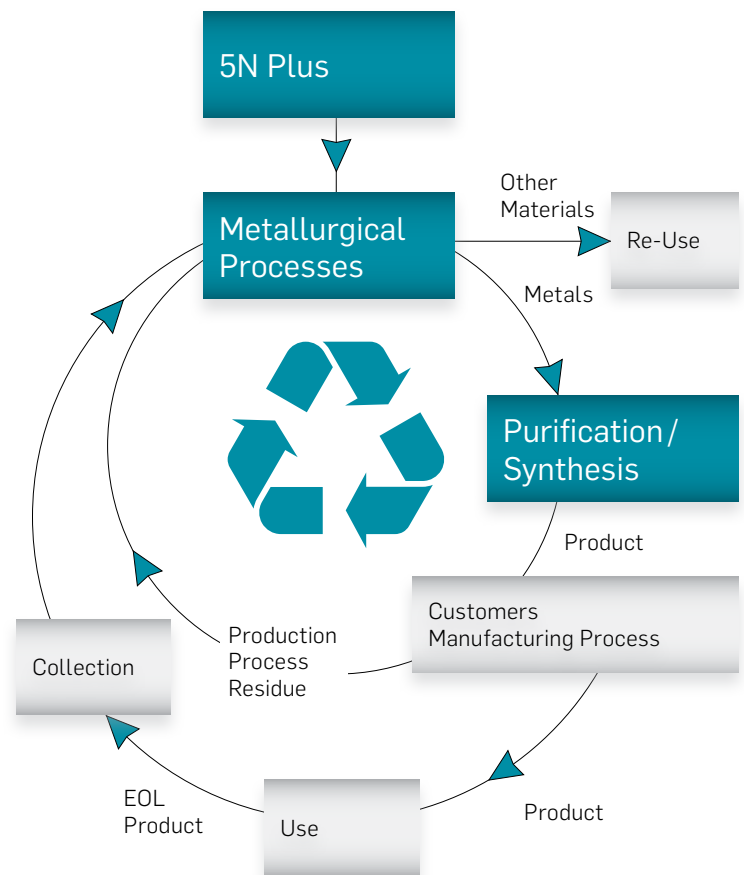 5N Plus
Metallurgical
Processes
Other
Materials
Re-Use
Metals
Purification/
Synthesis
Product
Customers
Manufacturing Process
Production
Process
Residue
Collection
EOL
Product
Use
Product